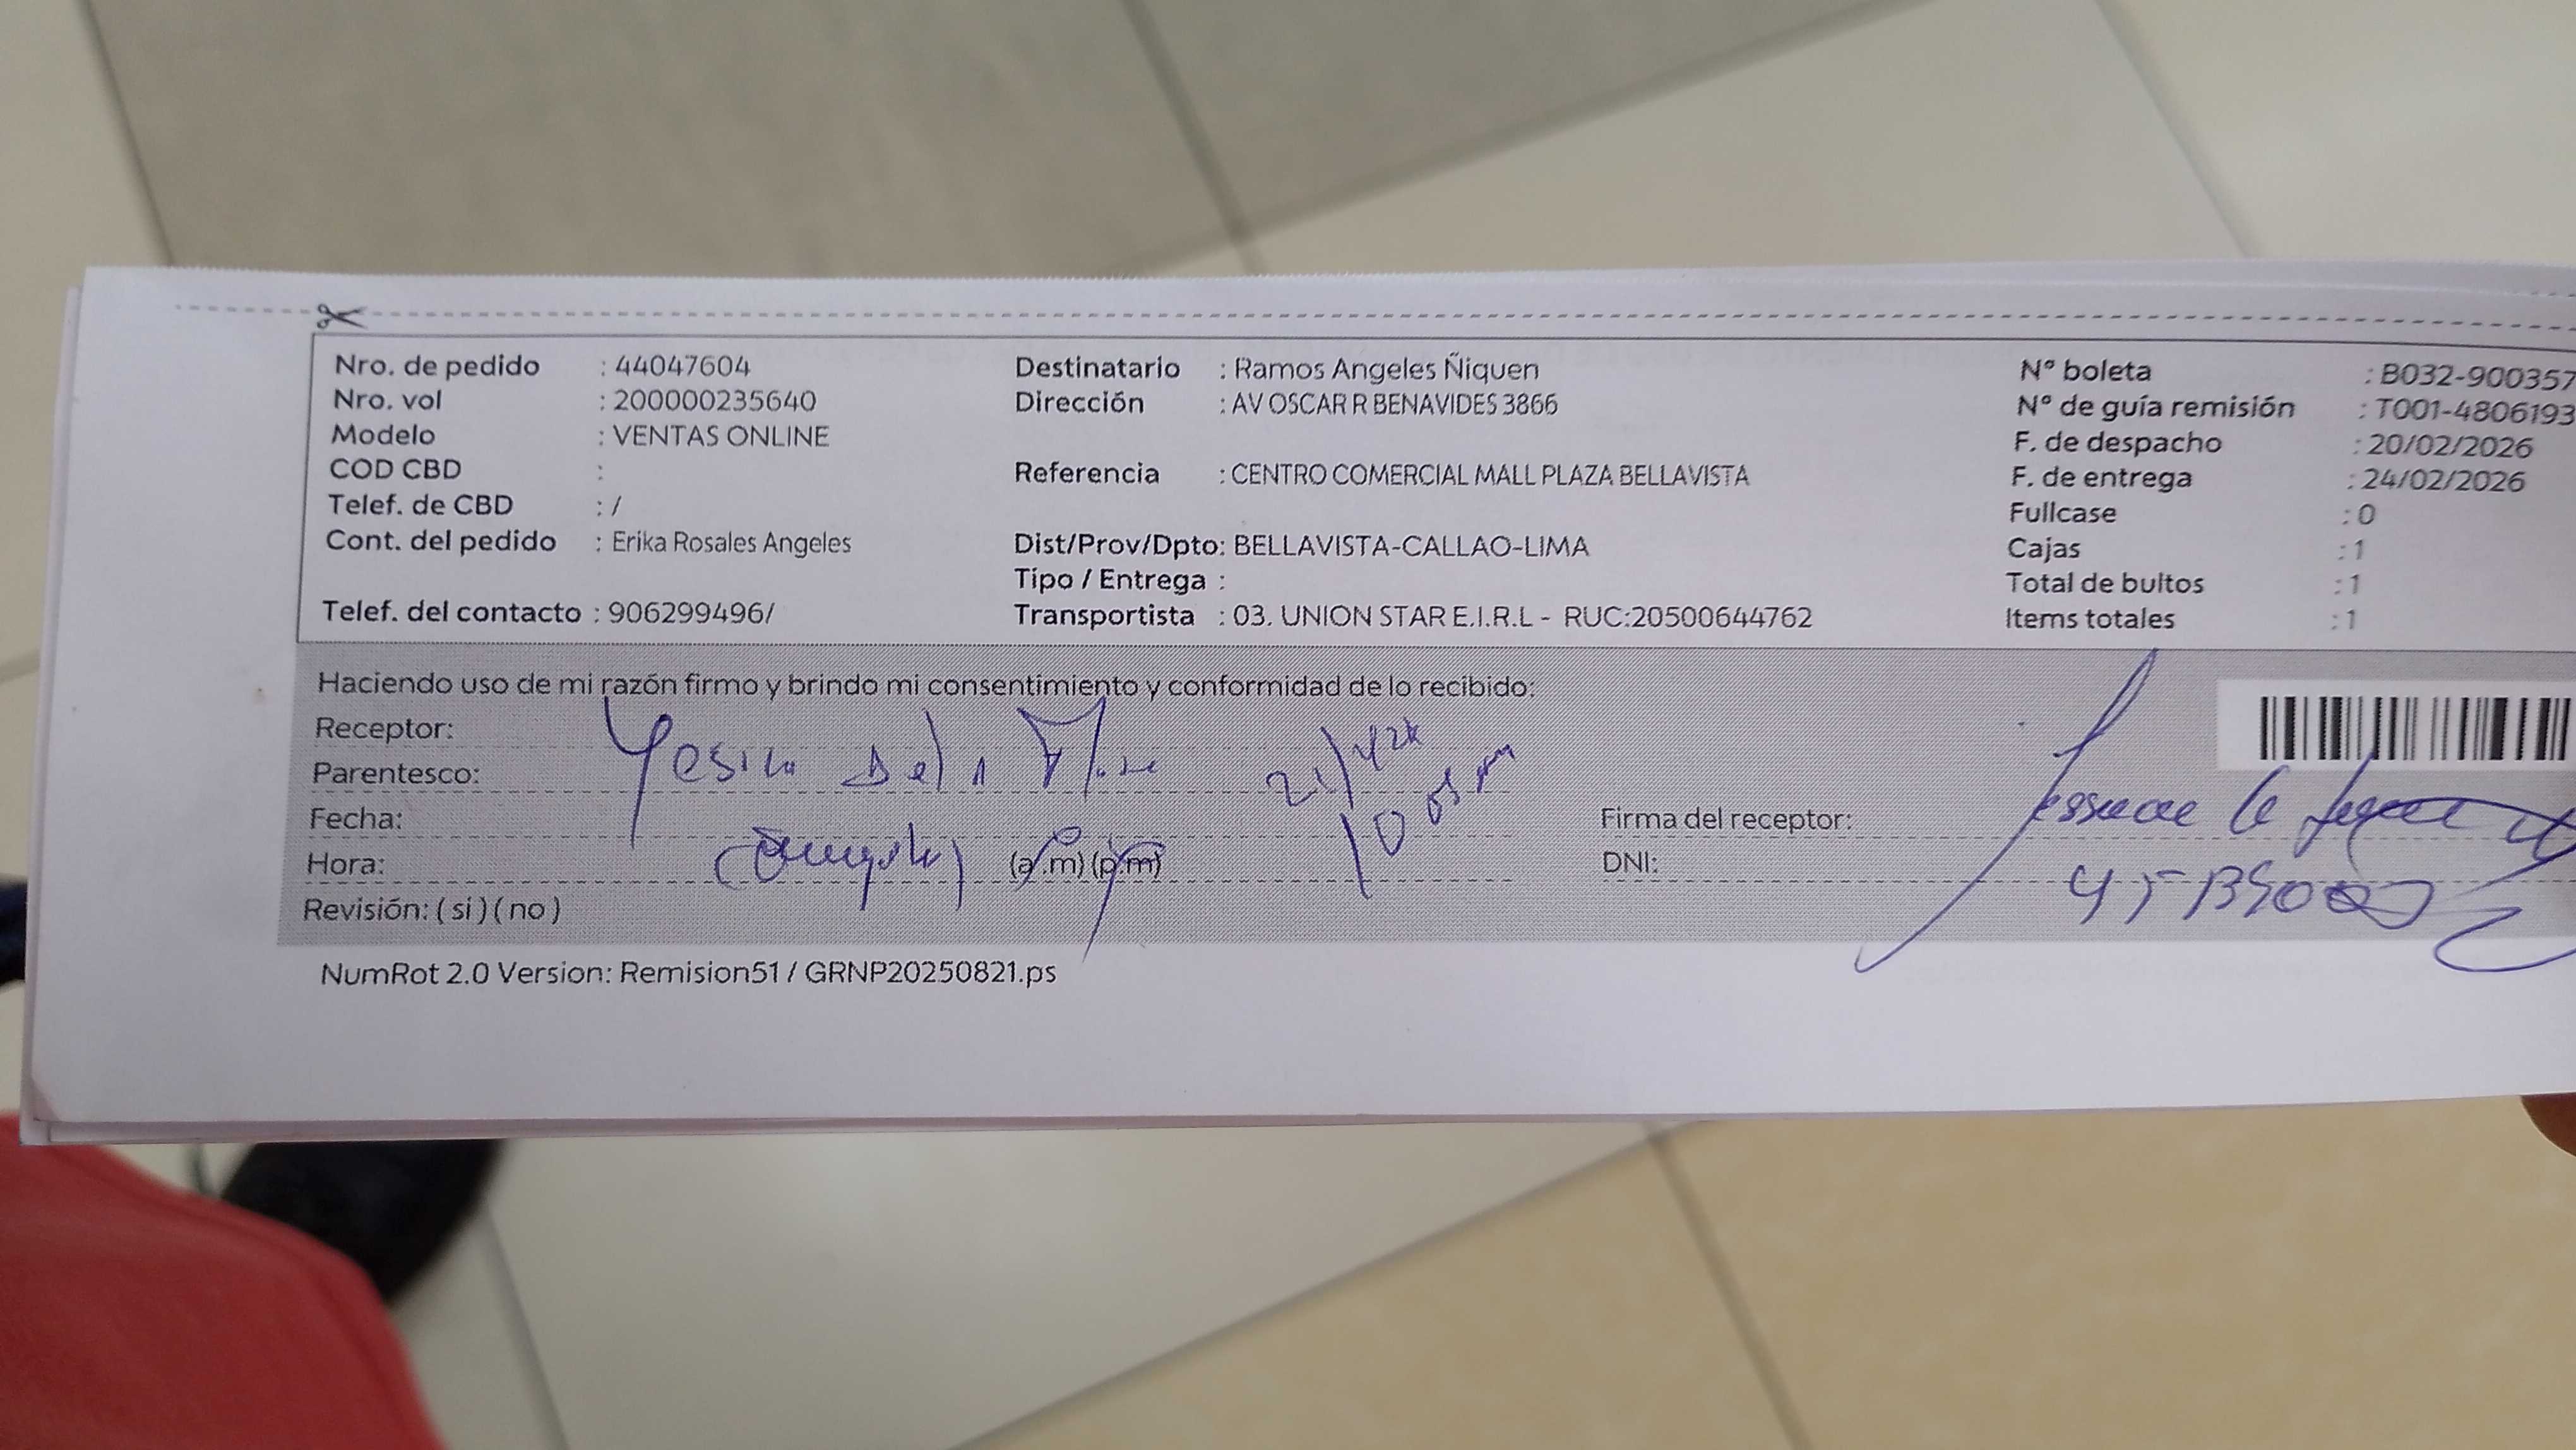 Nro. de pedido : 44047604
Nro. vol : 200000235640
Modelo : VENTAS ONLINE
COD CBD :
Telef. de CBD : /
Cont. del pedido : Erika Rosales Angeles
Telef. del contacto : 906299496/
Destinatario : Ramos Angeles Ñiquen
Dirección : AV OSCAR R BENAVIDES 3866
Referencia : CENTRO COMERCIAL MALL PLAZA BELLAVISTA
Dist/Prov/Dpto: BELLAVISTA-CALLAO-LIMA
Tipo / Entrega :
Transportista : 03. UNION STAR E.I.R.L - RUC:20500644762
N° boleta : B032-900357
N° de guía remisión : T001-4806193
F. de despacho : 20/02/2026
F. de entrega : 24/02/2026
Fullcase : 0
Cajas : 1
Total de bultos : 1
Items totales : 1
Haciendo uso de mi razón firmo y brindo mi consentimiento y conformidad de lo recibido:
Receptor:
Parentesco:
Fecha:
Hora: (a.m) (p.m)
Revisión: ( si ) ( no )
Firma del receptor:
DNI:
NumRot 2.0 Version: Remision51 / GRNP20250821.ps